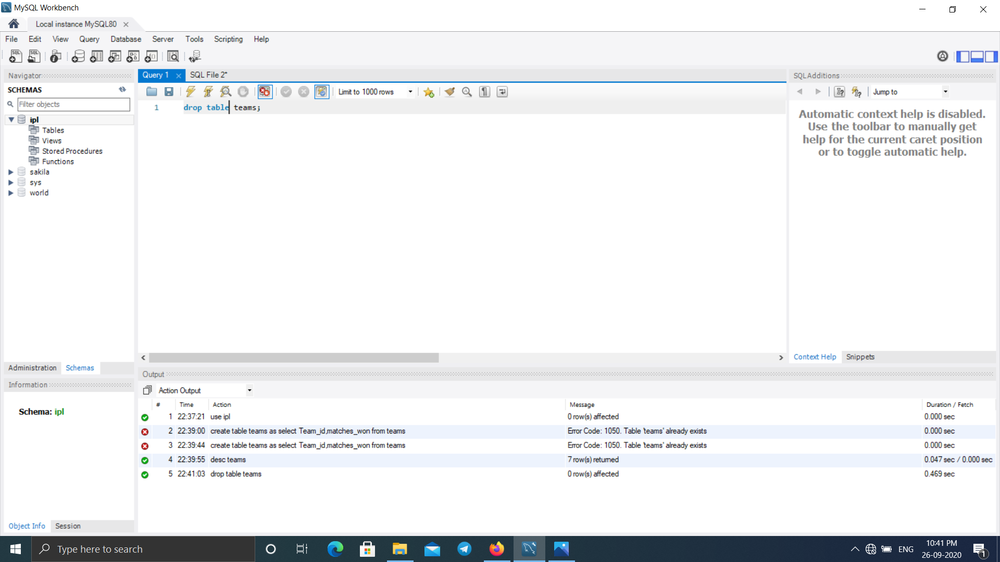 MySQL Workbench
Local instance MySQL80
File Edit View Query Database Server Tools Scripting Help
Navigator
SCHEMAS
Filter objects
ipl
Tables
Views
Stored Procedures
Functions
sakila
sys
world
Administration Schemas
Information
Schema: ipl
Object Info Session
Query 1 SQL File 2*
Limit to 1000 rows
1 drop table teams;
SQLAdditions
Jump to
Automatic context help is disabled.
Use the toolbar to manually get
help for the current caret position
or to toggle automatic help.
Context Help Snippets
Output
Action Output
# Time Action Message Duration / Fetch
1 22:37:21 use ipl 0 row(s) affected 0.000 sec
2 22:39:00 create table teams as select Team_id,matches_won from teams Error Code: 1050. Table 'teams' already exists 0.000 sec
3 22:39:44 create table teams as select Team_id,matches_won from teams Error Code: 1050. Table 'teams' already exists 0.000 sec
4 22:39:55 desc teams 7 row(s) returned 0.047 sec / 0.000 sec
5 22:41:03 drop table teams 0 row(s) affected 0.469 sec
Type here to search
ENG
10:41 PM
26-09-2020
1